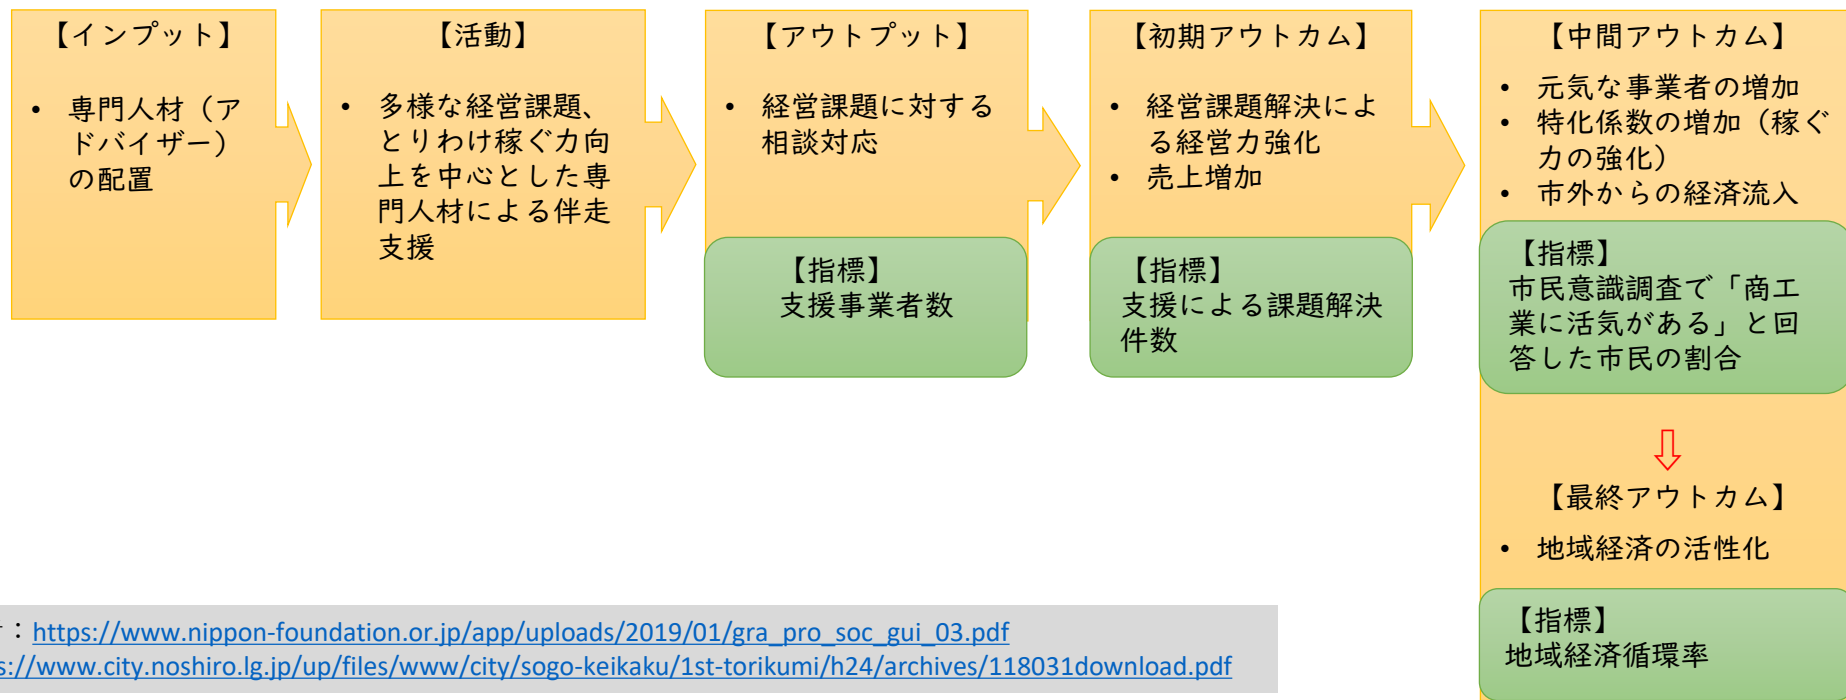 【インプット】
• 専門人材（ア
ドバイザー）
の配置
【活動】
• 多様な経営課題、
とりわけ稼ぐ力向
上を中心とした専
門人材による伴走
支援
【アウトプット】
• 経営課題に対する
相談対応
【指標】
支援事業者数
【初期アウトカム】
• 経営課題解決によ
る経営力強化
• 売上増加
【指標】
支援による課題解決
件数
【中間アウトカム】
• 元気な事業者の増加
• 特化係数の増加（稼ぐ
力の強化）
• 市外からの経済流入
【指標】
市民意識調査で「商工
業に活気がある」と回
答した市民の割合
【最終アウトカム】
• 地域経済の活性化
【指標】
地域経済循環率
：https://www.nippon-foundation.or.jp/app/uploads/2019/01/gra_pro_soc_gui_03.pdf
s://www.city.noshiro.lg.jp/up/files/www/city/sogo-keikaku/1st-torikumi/h24/archives/118031download.pdf